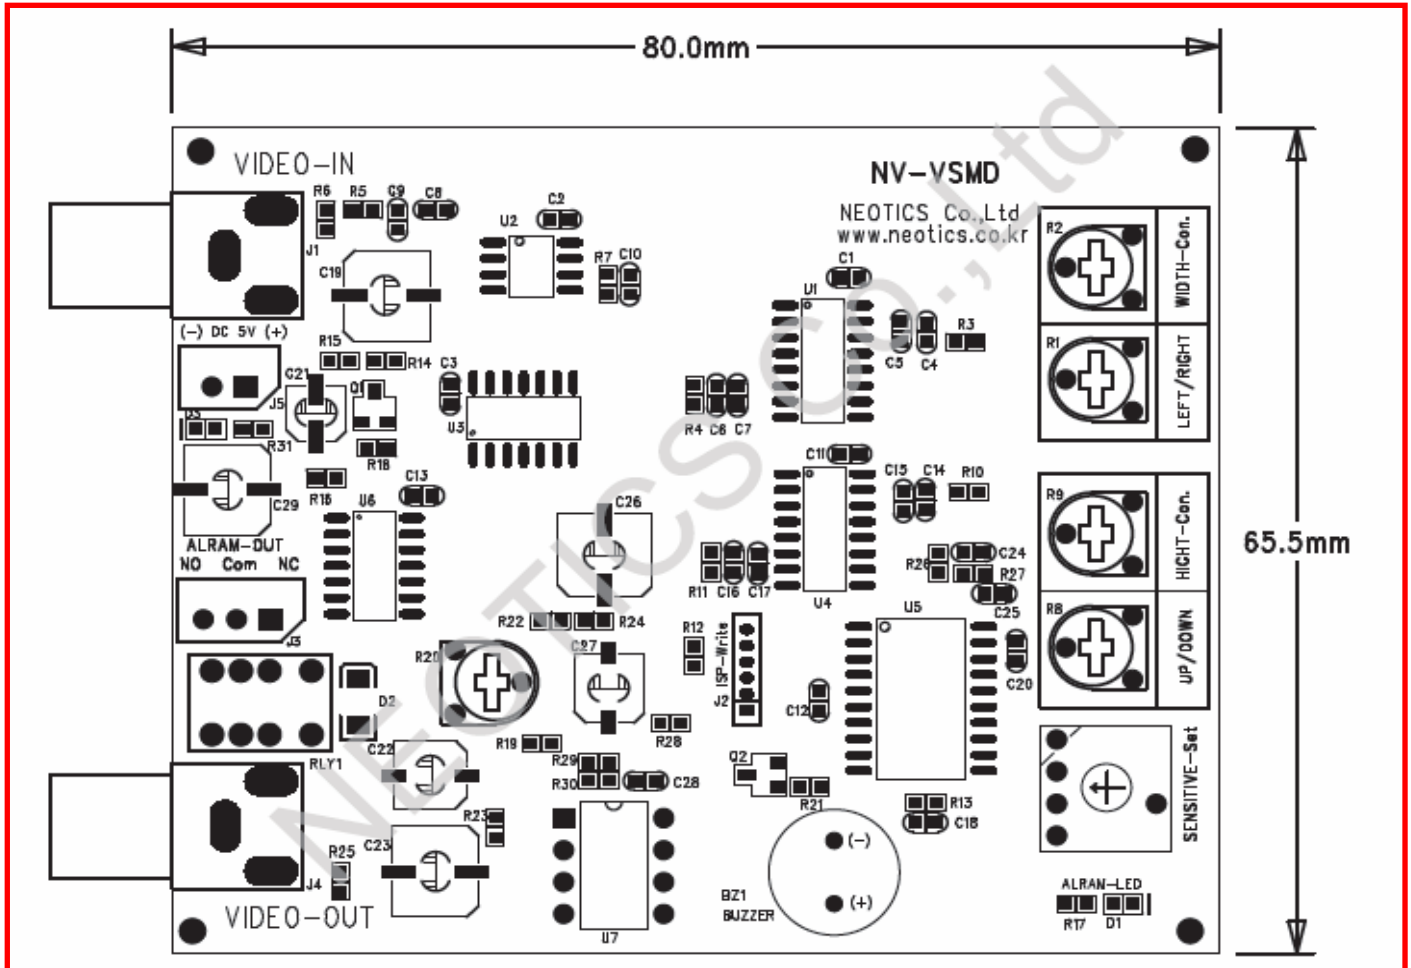 80.0mm
VIDEO-IN
NV-VSMD
NEOTICS Co.,Ltd
www.neotics.co.kr
R6
R5
C9
C8
J1
C19
U2
C2
R7
C10
C1
U1
C5
C4
R3
R2
WIDTH-Con.
R1
LEFT/RIGHT
(-) DC 5V (+)
R15
R14
C21
J5
Q1
C3
U3
R4
C6
C7
D3
R31
R18
C29
R16
U6
C13
C26
C11
C15
C14
R10
R9
HIGHT-Con.
65.5mm
ALRAM-OUT
NO Com NC
J3
R11
C16
C17
U4
R26
C24
R27
C25
U5
R8
UP/DOWN
R22
R24
R12
ISP-Write
J2
C27
R20
C20
C12
D2
RLY1
C22
R19
R28
R29
R30
C28
Q2
R21
R13
C18
SENSITIVE-Set
R23
C23
R25
J4
VIDEO-OUT
U7
(-)
(+)
BZ1
BUZZER
ALRAM-LED
R17
D1
NEOTICS Co.,Ltd